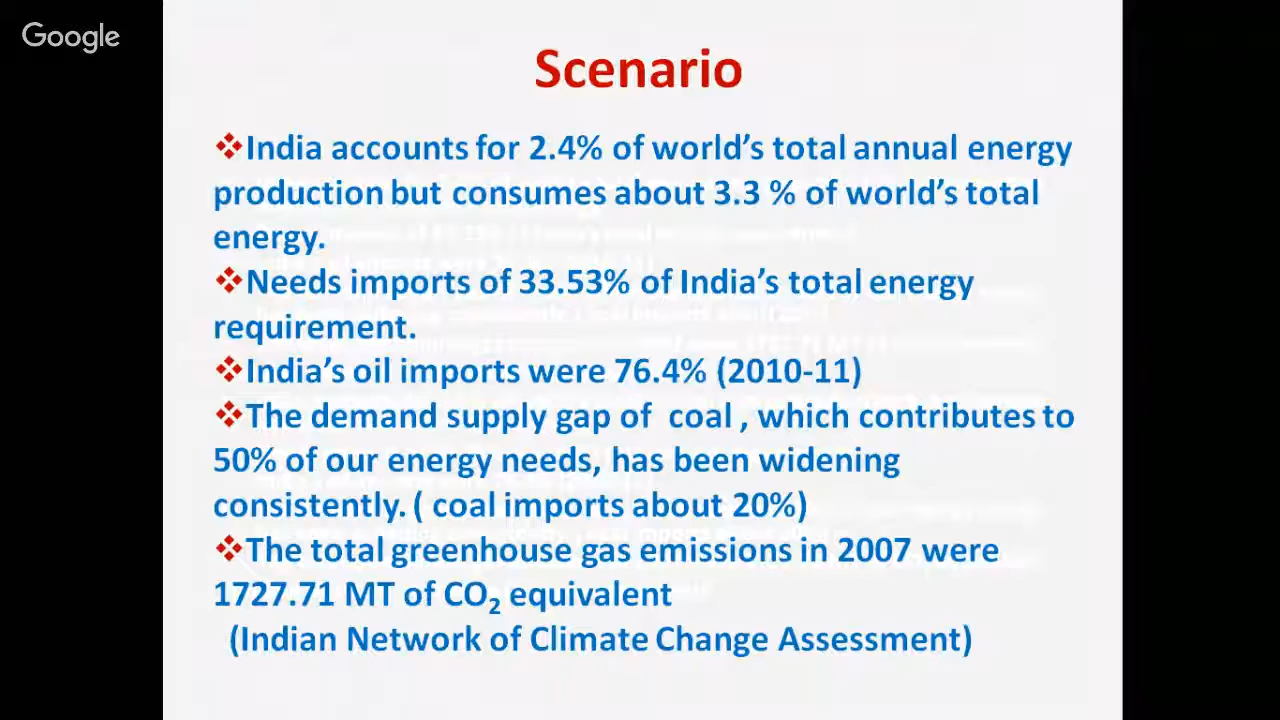 Google
Scenario
❖India accounts for 2.4% of world's total annual energy
production but consumes about 3.3 % of world's total
energy.
❖Needs imports of 33.53% of India's total energy
requirement.
❖India's oil imports were 76.4% (2010-11)
❖The demand supply gap of coal , which contributes to
50% of our energy needs, has been widening
consistently. ( coal imports about 20%)
❖The total greenhouse gas emissions in 2007 were
1727.71 MT of CO₂ equivalent
(Indian Network of Climate Change Assessment)